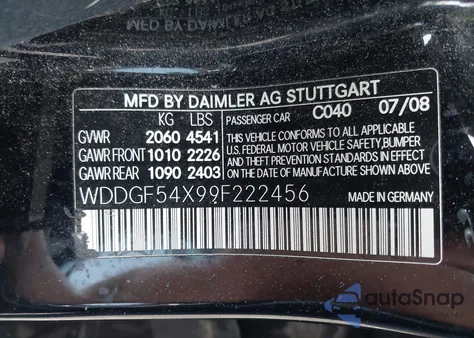 MFD BY DAIMLER AG STUTTGART
KG LBS PASSENGER CAR C040 07/08
GVWR 2060 4541 THIS VEHICLE CONFORMS TO ALL APPLICABLE
GAWR FRONT 1010 2226 U.S. FEDERAL MOTOR VEHICLE SAFETY,BUMPER
GAWR REAR 1090 2403 AND THEFT PREVENTION STANDARDS IN EFFECT
ON THE DATE OF MANUFACTURE SHOWN ABOVE
WDDGF54X99F222456 MADE IN GERMANY
autoSnap